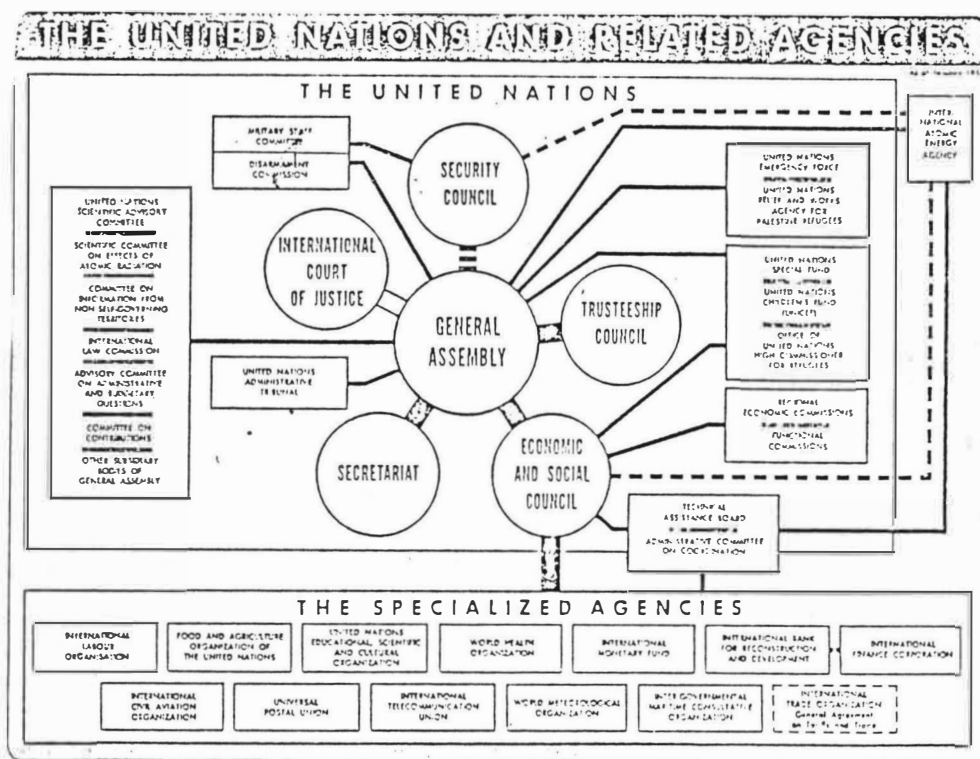 THE UNITED NATIONS AND RELATED AGENCIES
THE UNITED NATIONS
MILITARY STAFF
COMMITTEE
DISARMAMENT
COMMISSION
SECURITY
COUNCIL
INTER
NATIONAL
ATOMIC
ENERGY
AGENCY
UNITED NATIONS
EMERGENCY FORCE
UNITED NATIONS
RELIEF AND WORKS
AGENCY FOR
PALESTINE REFUGEES
UNITED NATIONS
SCIENTIFIC ADVISORY
COMMITTEE
SCIENTIFIC COMMITTEE
ON EFFECTS OF
ATOMIC RADIATION
COMMITTEE ON
INFORMATION FROM
NON SELF-GOVERNING
TERRITORIES
INTERNATIONAL
LAW COMMISSION
ADVISORY COMMITTEE
ON ADMINISTRATIVE
AND BUDGETARY
QUESTIONS
COMMITTEE ON
CONTRIBUTIONS
OTHER SUBSIDIARY
BODIES OF
GENERAL ASSEMBLY
INTERNATIONAL
COURT
OF JUSTICE
GENERAL
ASSEMBLY
TRUSTEESHIP
COUNCIL
UNITED NATIONS
SPECIAL FUND
UNITED NATIONS
CHILDREN'S FUND
(UNICEF)
OFFICE OF
UNITED NATIONS
HIGH COMMISSIONER
FOR REFUGEES
UNITED NATIONS
ADMINISTRATIVE
TRIBUNAL
REGIONAL
ECONOMIC COMMISSIONS
FUNCTIONAL
COMMISSIONS
SECRETARIAT
ECONOMIC
AND SOCIAL
COUNCIL
TECHNICAL
ASSISTANCE BOARD
ADMINISTRATIVE COMMITTEE
ON COORDINATION
THE SPECIALIZED AGENCIES
INTERNATIONAL
LABOUR
ORGANISATION
FOOD AND AGRICULTURE
ORGANIZATION OF
THE UNITED NATIONS
UNITED NATIONS
EDUCATIONAL, SCIENTIFIC
AND CULTURAL
ORGANIZATION
WORLD HEALTH
ORGANIZATION
INTERNATIONAL
MONETARY FUND
INTERNATIONAL BANK
FOR RECONSTRUCTION
AND DEVELOPMENT
INTERNATIONAL
FINANCE CORPORATION
INTERNATIONAL
CIVIL AVIATION
ORGANIZATION
UNIVERSAL
POSTAL UNION
INTERNATIONAL
TELECOMMUNICATION
UNION
WORLD METEOROLOGICAL
ORGANIZATION
INTER GOVERNMENTAL
MARITIME CONSULTATIVE
ORGANIZATION
INTERNATIONAL
TRADE ORGANIZATION
General Agreement
on Tariffs and Trade